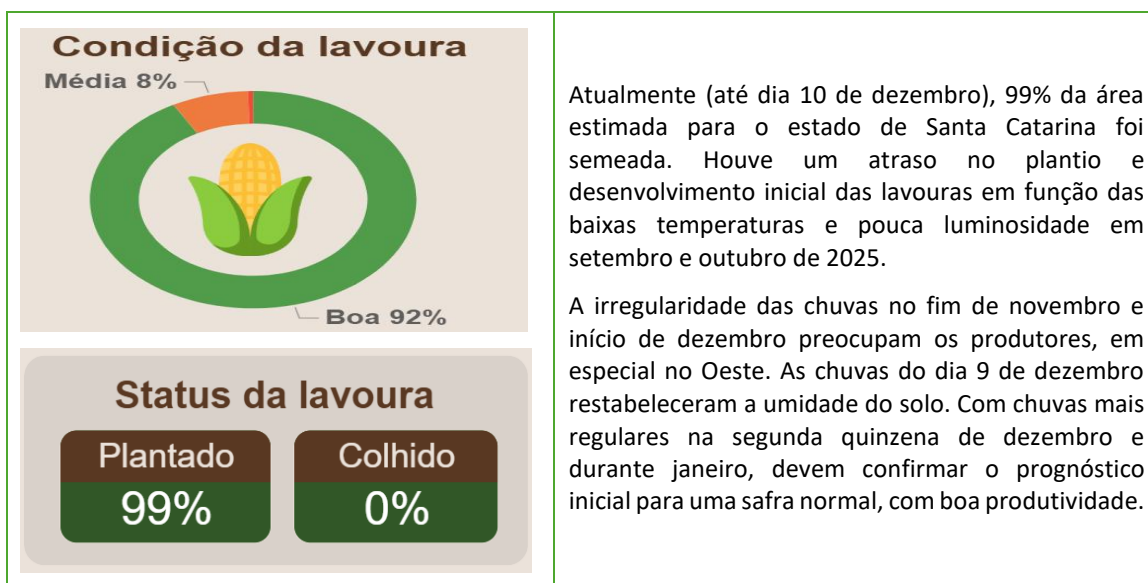 Condição da lavoura
Média 8%
Boa 92%
Status da lavoura
Plantado
99%
Colhido
0%
Atualmente (até dia 10 de dezembro), 99% da área
estimada para o estado de Santa Catarina foi
semeada. Houve um atraso no plantio e
desenvolvimento inicial das lavouras em função das
baixas temperaturas e pouca luminosidade em
setembro e outubro de 2025.
A irregularidade das chuvas no fim de novembro e
início de dezembro preocupam os produtores, em
especial no Oeste. As chuvas do dia 9 de dezembro
restabeleceram a umidade do solo. Com chuvas mais
regulares na segunda quinzena de dezembro e
durante janeiro, devem confirmar o prognóstico
inicial para uma safra normal, com boa produtividade.